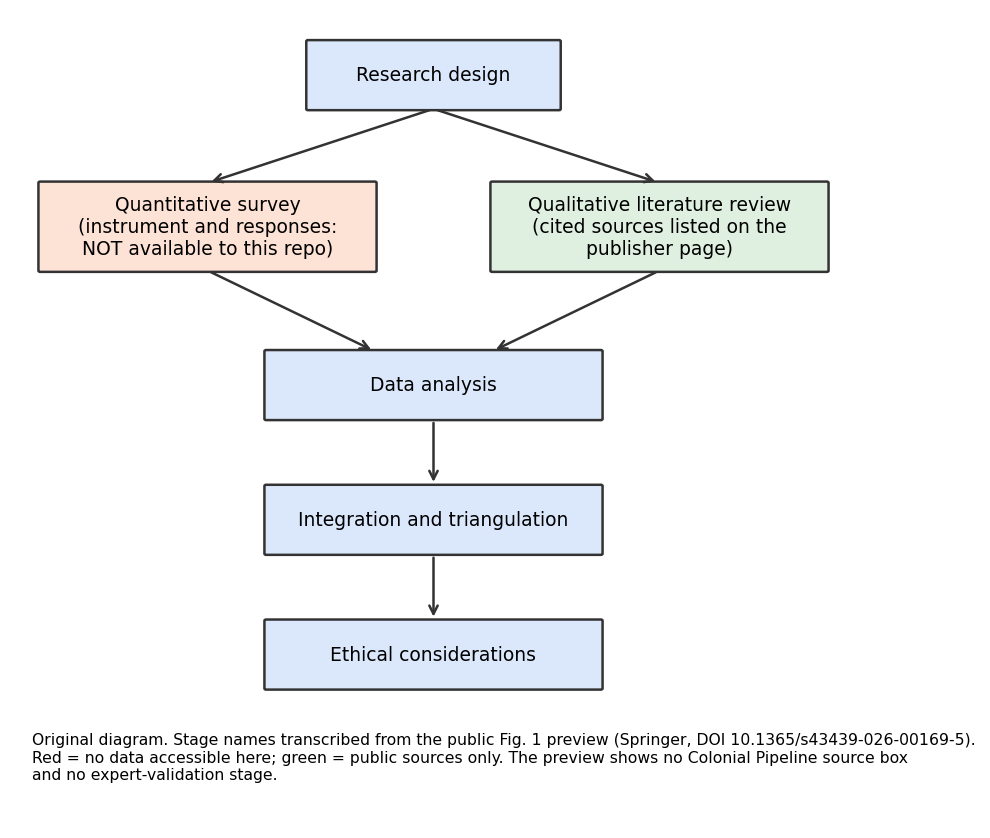 Research design
Quantitative survey
(instrument and responses:
NOT available to this repo)
Qualitative literature review
(cited sources listed on the
publisher page)
Data analysis
Integration and triangulation
Ethical considerations
Original diagram. Stage names transcribed from the public Fig. 1 preview (Springer, DOI 10.1365/s43439-026-00169-5).
Red = no data accessible here; green = public sources only. The preview shows no Colonial Pipeline source box
and no expert-validation stage.